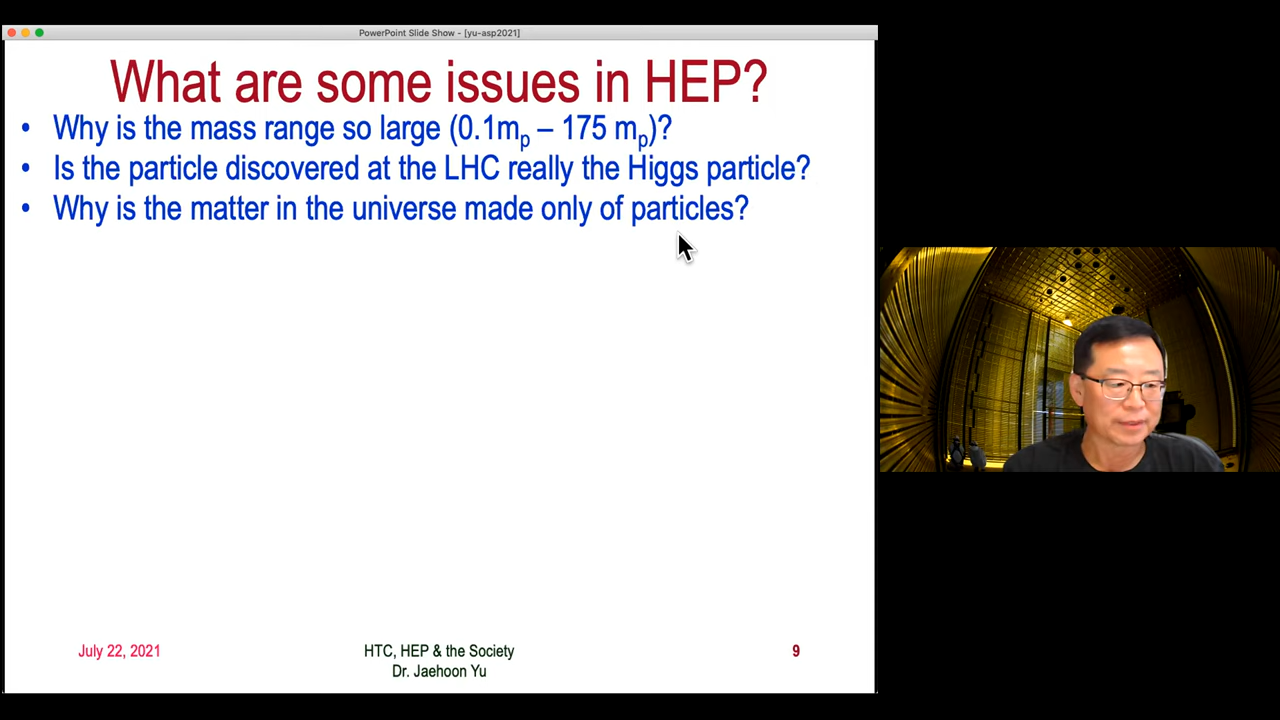 PowerPoint Slide Show - [yu-asp2021]
What are some issues in HEP?
• Why is the mass range so large (0.1mp – 175 mp)?
• Is the particle discovered at the LHC really the Higgs particle?
• Why is the matter in the universe made only of particles?
July 22, 2021
HTC, HEP & the Society
Dr. Jaehoon Yu
9